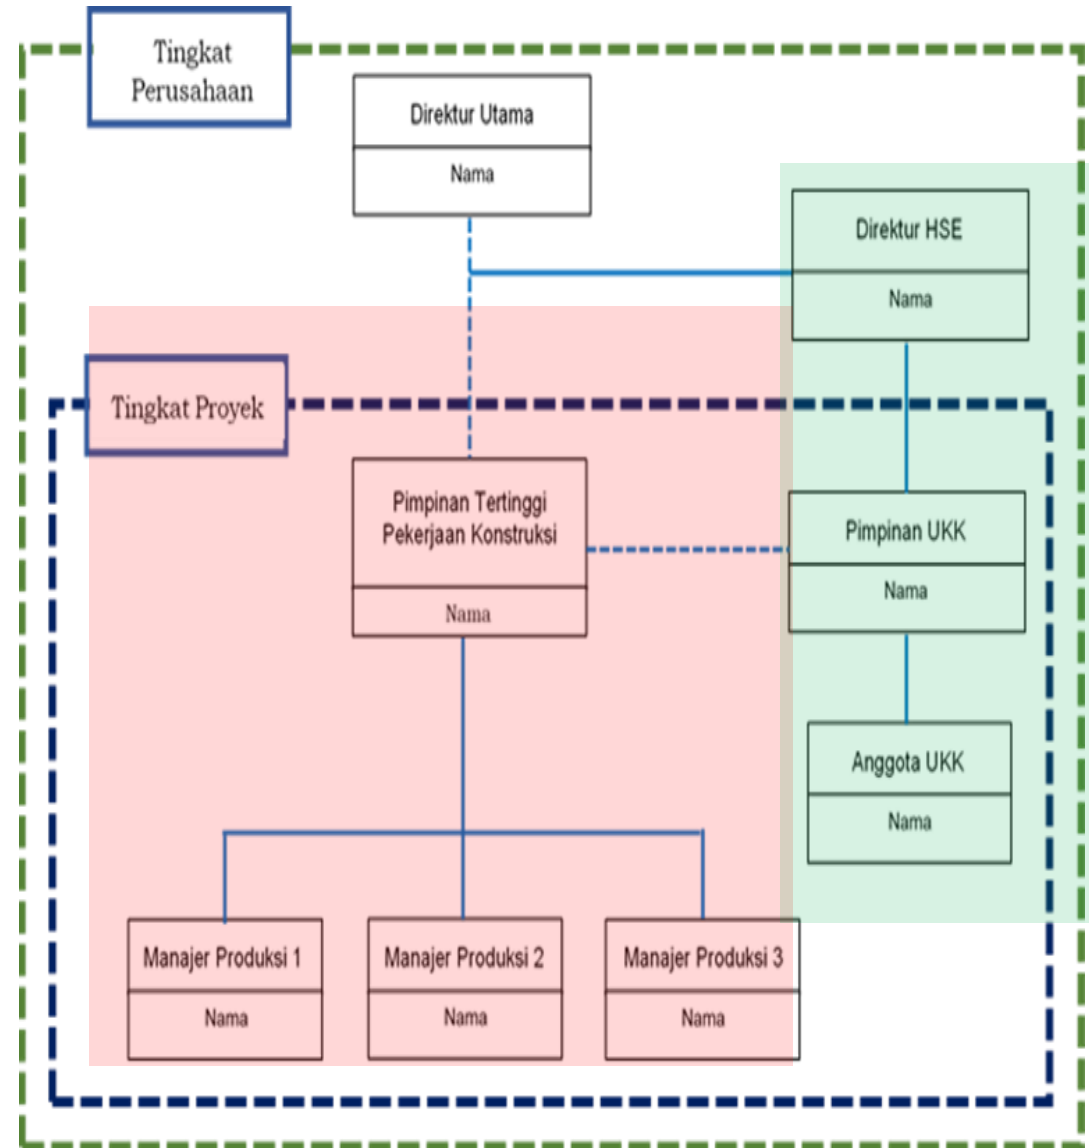 Tingkat
Perusahaan
Direktur Utama
Nama
Direktur HSE
Nama
Tingkat Proyek
Pimpinan Tertinggi
Pekerjaan Konstruksi
Nama
Pimpinan UKK
Nama
Anggota UKK
Nama
Manajer Produksi 1
Nama
Manajer Produksi 2
Nama
Manajer Produksi 3
Nama